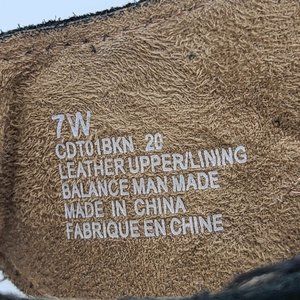 7W
CDT01BKN 20
LEATHER UPPER/LINING
BALANCE MAN MADE
MADE IN CHINA
FABRIQUE EN CHINE